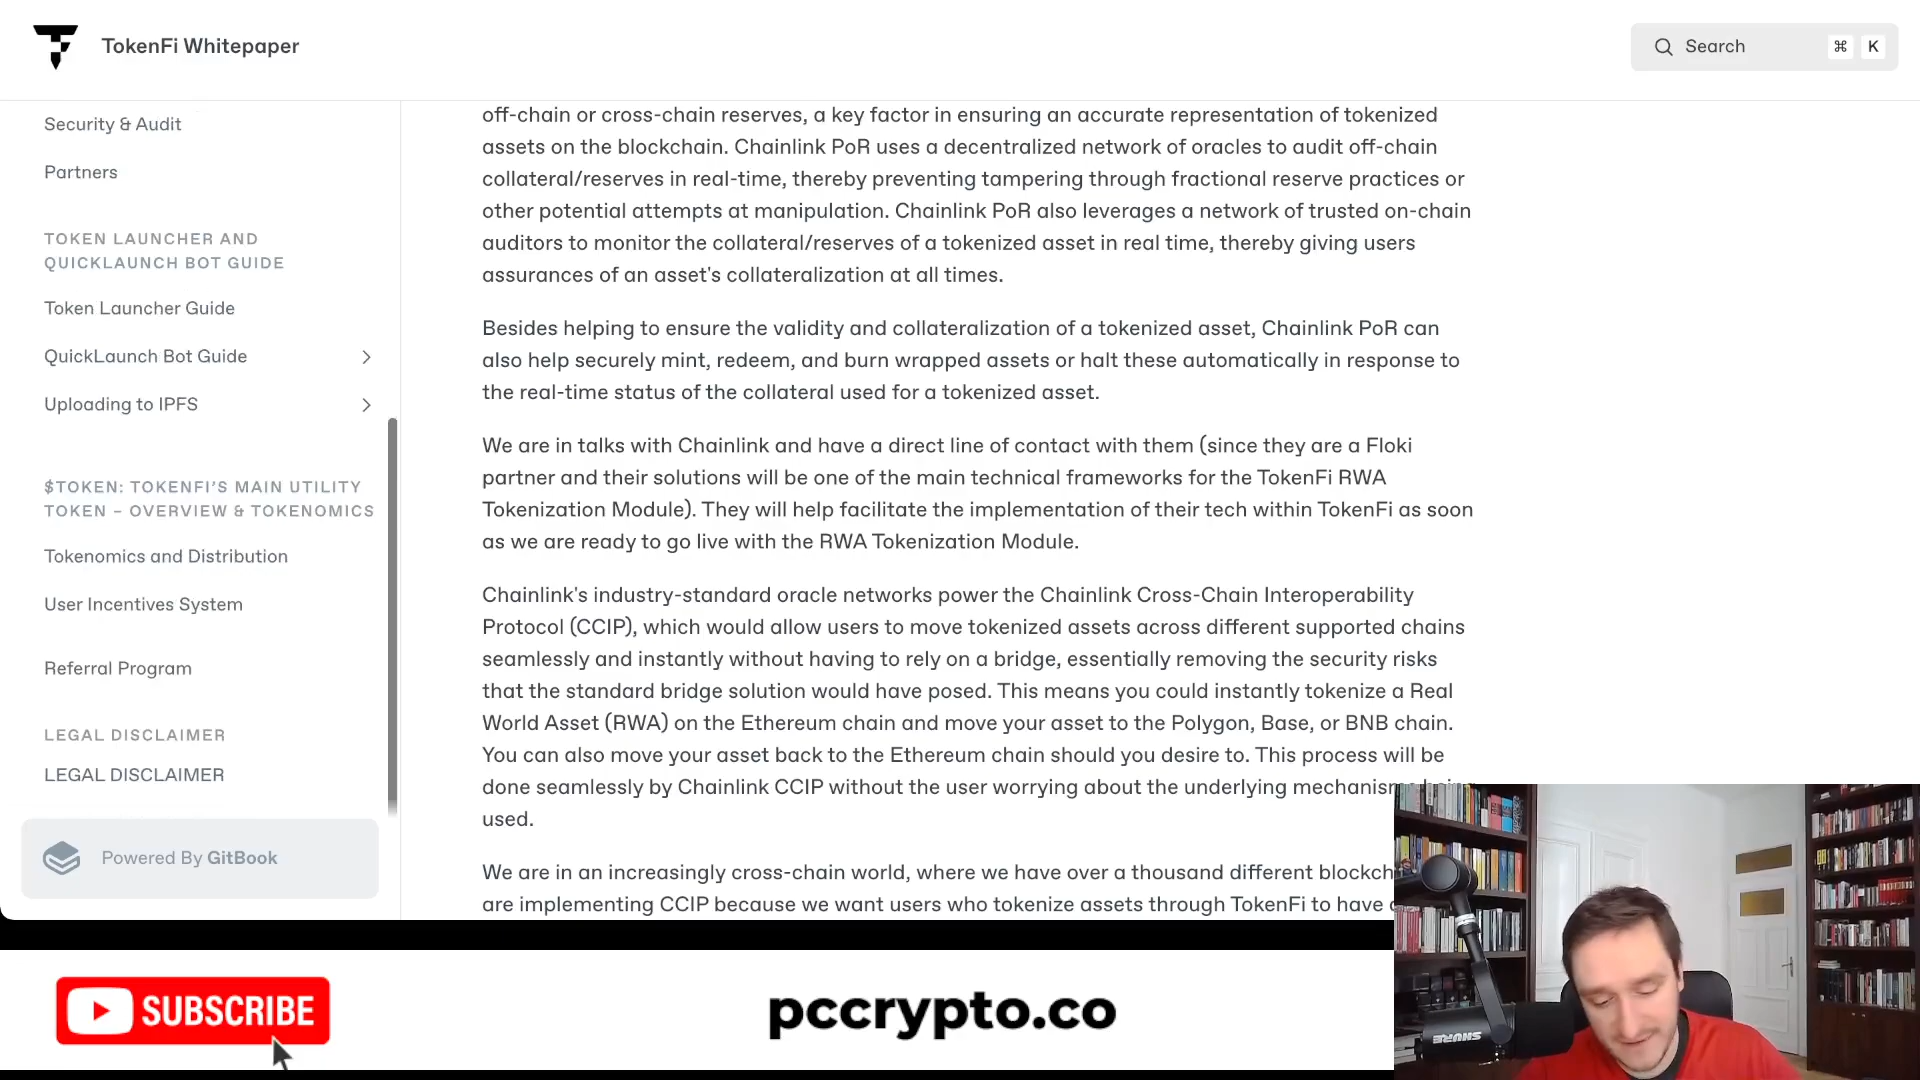 TokenFi Whitepaper
Search
⌘ K
Security & Audit
Partners
TOKEN LAUNCHER AND
QUICKLAUNCH BOT GUIDE
Token Launcher Guide
QuickLaunch Bot Guide
Uploading to IPFS
$TOKEN: TOKENFI’S MAIN UTILITY
TOKEN – OVERVIEW & TOKENOMICS
Tokenomics and Distribution
User Incentives System
Referral Program
LEGAL DISCLAIMER
LEGAL DISCLAIMER
Powered By GitBook
off-chain or cross-chain reserves, a key factor in ensuring an accurate representation of tokenized
assets on the blockchain. Chainlink PoR uses a decentralized network of oracles to audit off-chain
collateral/reserves in real-time, thereby preventing tampering through fractional reserve practices or
other potential attempts at manipulation. Chainlink PoR also leverages a network of trusted on-chain
auditors to monitor the collateral/reserves of a tokenized asset in real time, thereby giving users
assurances of an asset's collateralization at all times.
Besides helping to ensure the validity and collateralization of a tokenized asset, Chainlink PoR can
also help securely mint, redeem, and burn wrapped assets or halt these automatically in response to
the real-time status of the collateral used for a tokenized asset.
We are in talks with Chainlink and have a direct line of contact with them (since they are a Floki
partner and their solutions will be one of the main technical frameworks for the TokenFi RWA
Tokenization Module). They will help facilitate the implementation of their tech within TokenFi as soon
as we are ready to go live with the RWA Tokenization Module.
Chainlink's industry-standard oracle networks power the Chainlink Cross-Chain Interoperability
Protocol (CCIP), which would allow users to move tokenized assets across different supported chains
seamlessly and instantly without having to rely on a bridge, essentially removing the security risks
that the standard bridge solution would have posed. This means you could instantly tokenize a Real
World Asset (RWA) on the Ethereum chain and move your asset to the Polygon, Base, or BNB chain.
You can also move your asset back to the Ethereum chain should you desire to. This process will be
done seamlessly by Chainlink CCIP without the user worrying about the underlying mechanism
used.
We are in an increasingly cross-chain world, where we have over a thousand different blockch
are implementing CCIP because we want users who tokenize assets through TokenFi to have
SUBSCRIBE
pccrypto.co
SHURE